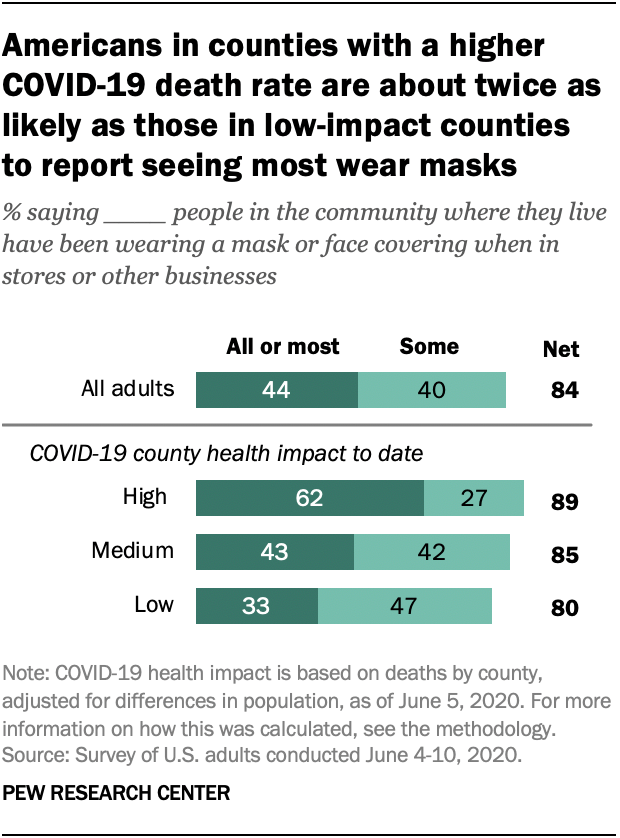 Americans in counties with a higher
COVID-19 death rate are about twice as
likely as those in low-impact counties
to report seeing most wear masks
% saying _____ people in the community where they live
have been wearing a mask or face covering when in
stores or other businesses
All or most Some Net
All adults 44 40 84
COVID-19 county health impact to date
High 62 27 89
Medium 43 42 85
Low 33 47 80
Note: COVID-19 health impact is based on deaths by county,
adjusted for differences in population, as of June 5, 2020. For more
information on how this was calculated, see the methodology.
Source: Survey of U.S. adults conducted June 4-10, 2020.
PEW RESEARCH CENTER